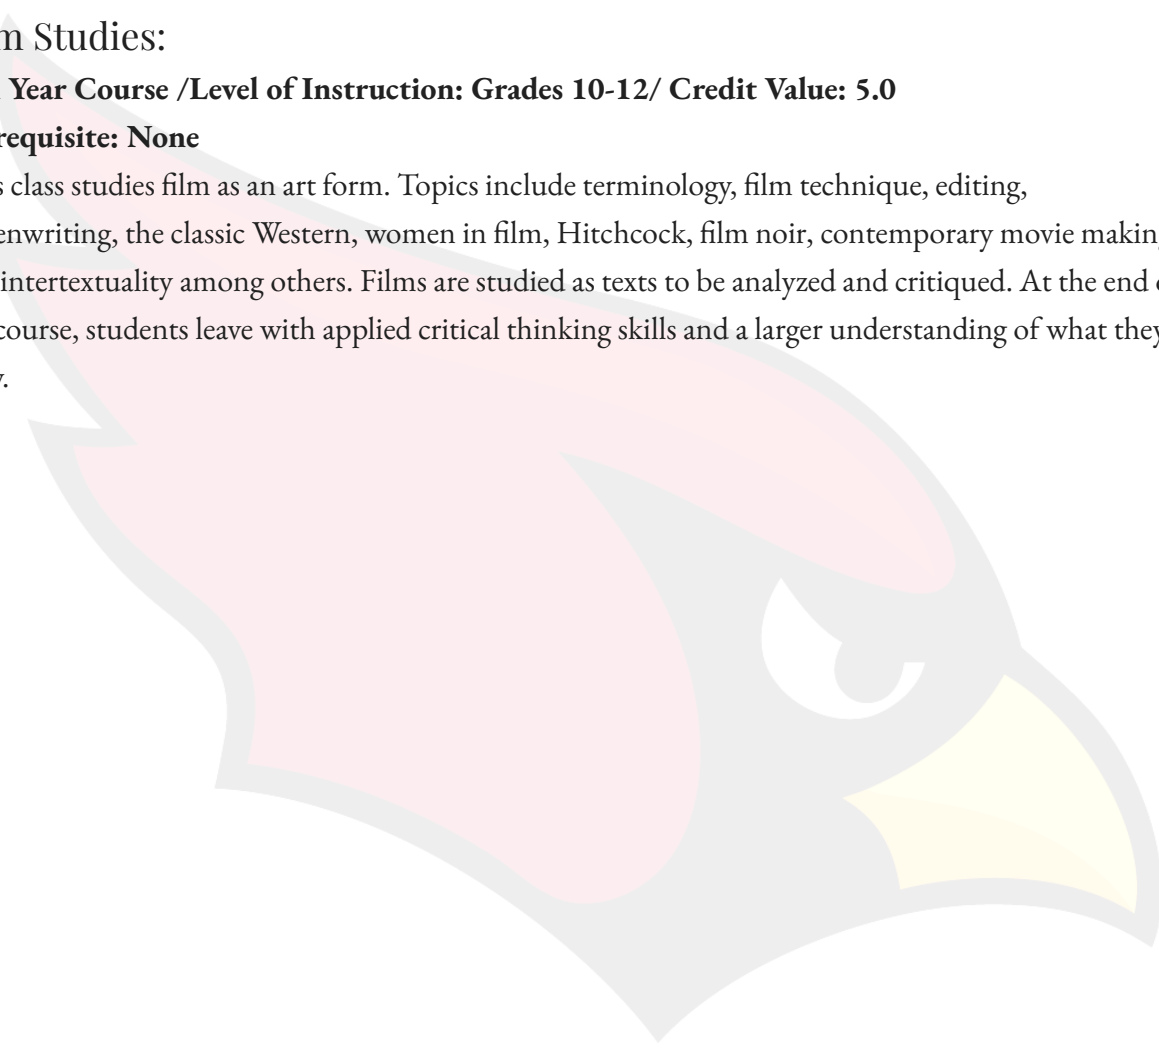 m Studies:
Year Course /Level of Instruction: Grades 10-12/ Credit Value: 5.0
requisite: None
s class studies film as an art form. Topics include terminology, film technique, editing,
enwriting, the classic Western, women in film, Hitchcock, film noir, contemporary movie makin
intertextuality among others. Films are studied as texts to be analyzed and critiqued. At the end
course, students leave with applied critical thinking skills and a larger understanding of what they